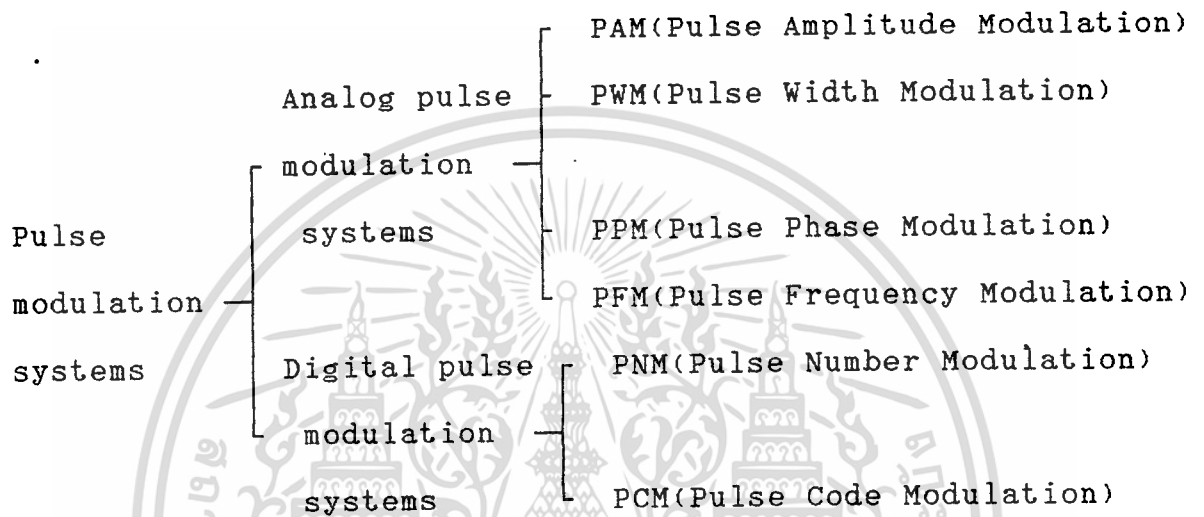 PAM(Pulse Amplitude Modulation)
Analog pulse
PWM(Pulse Width Modulation)
modulation
systems
PPM(Pulse Phase Modulation)
PFM(Pulse Frequency Modulation)
Pulse
modulation
systems
Digital pulse
PNM(Pulse Number Modulation)
modulation
systems
PCM(Pulse Code Modulation)